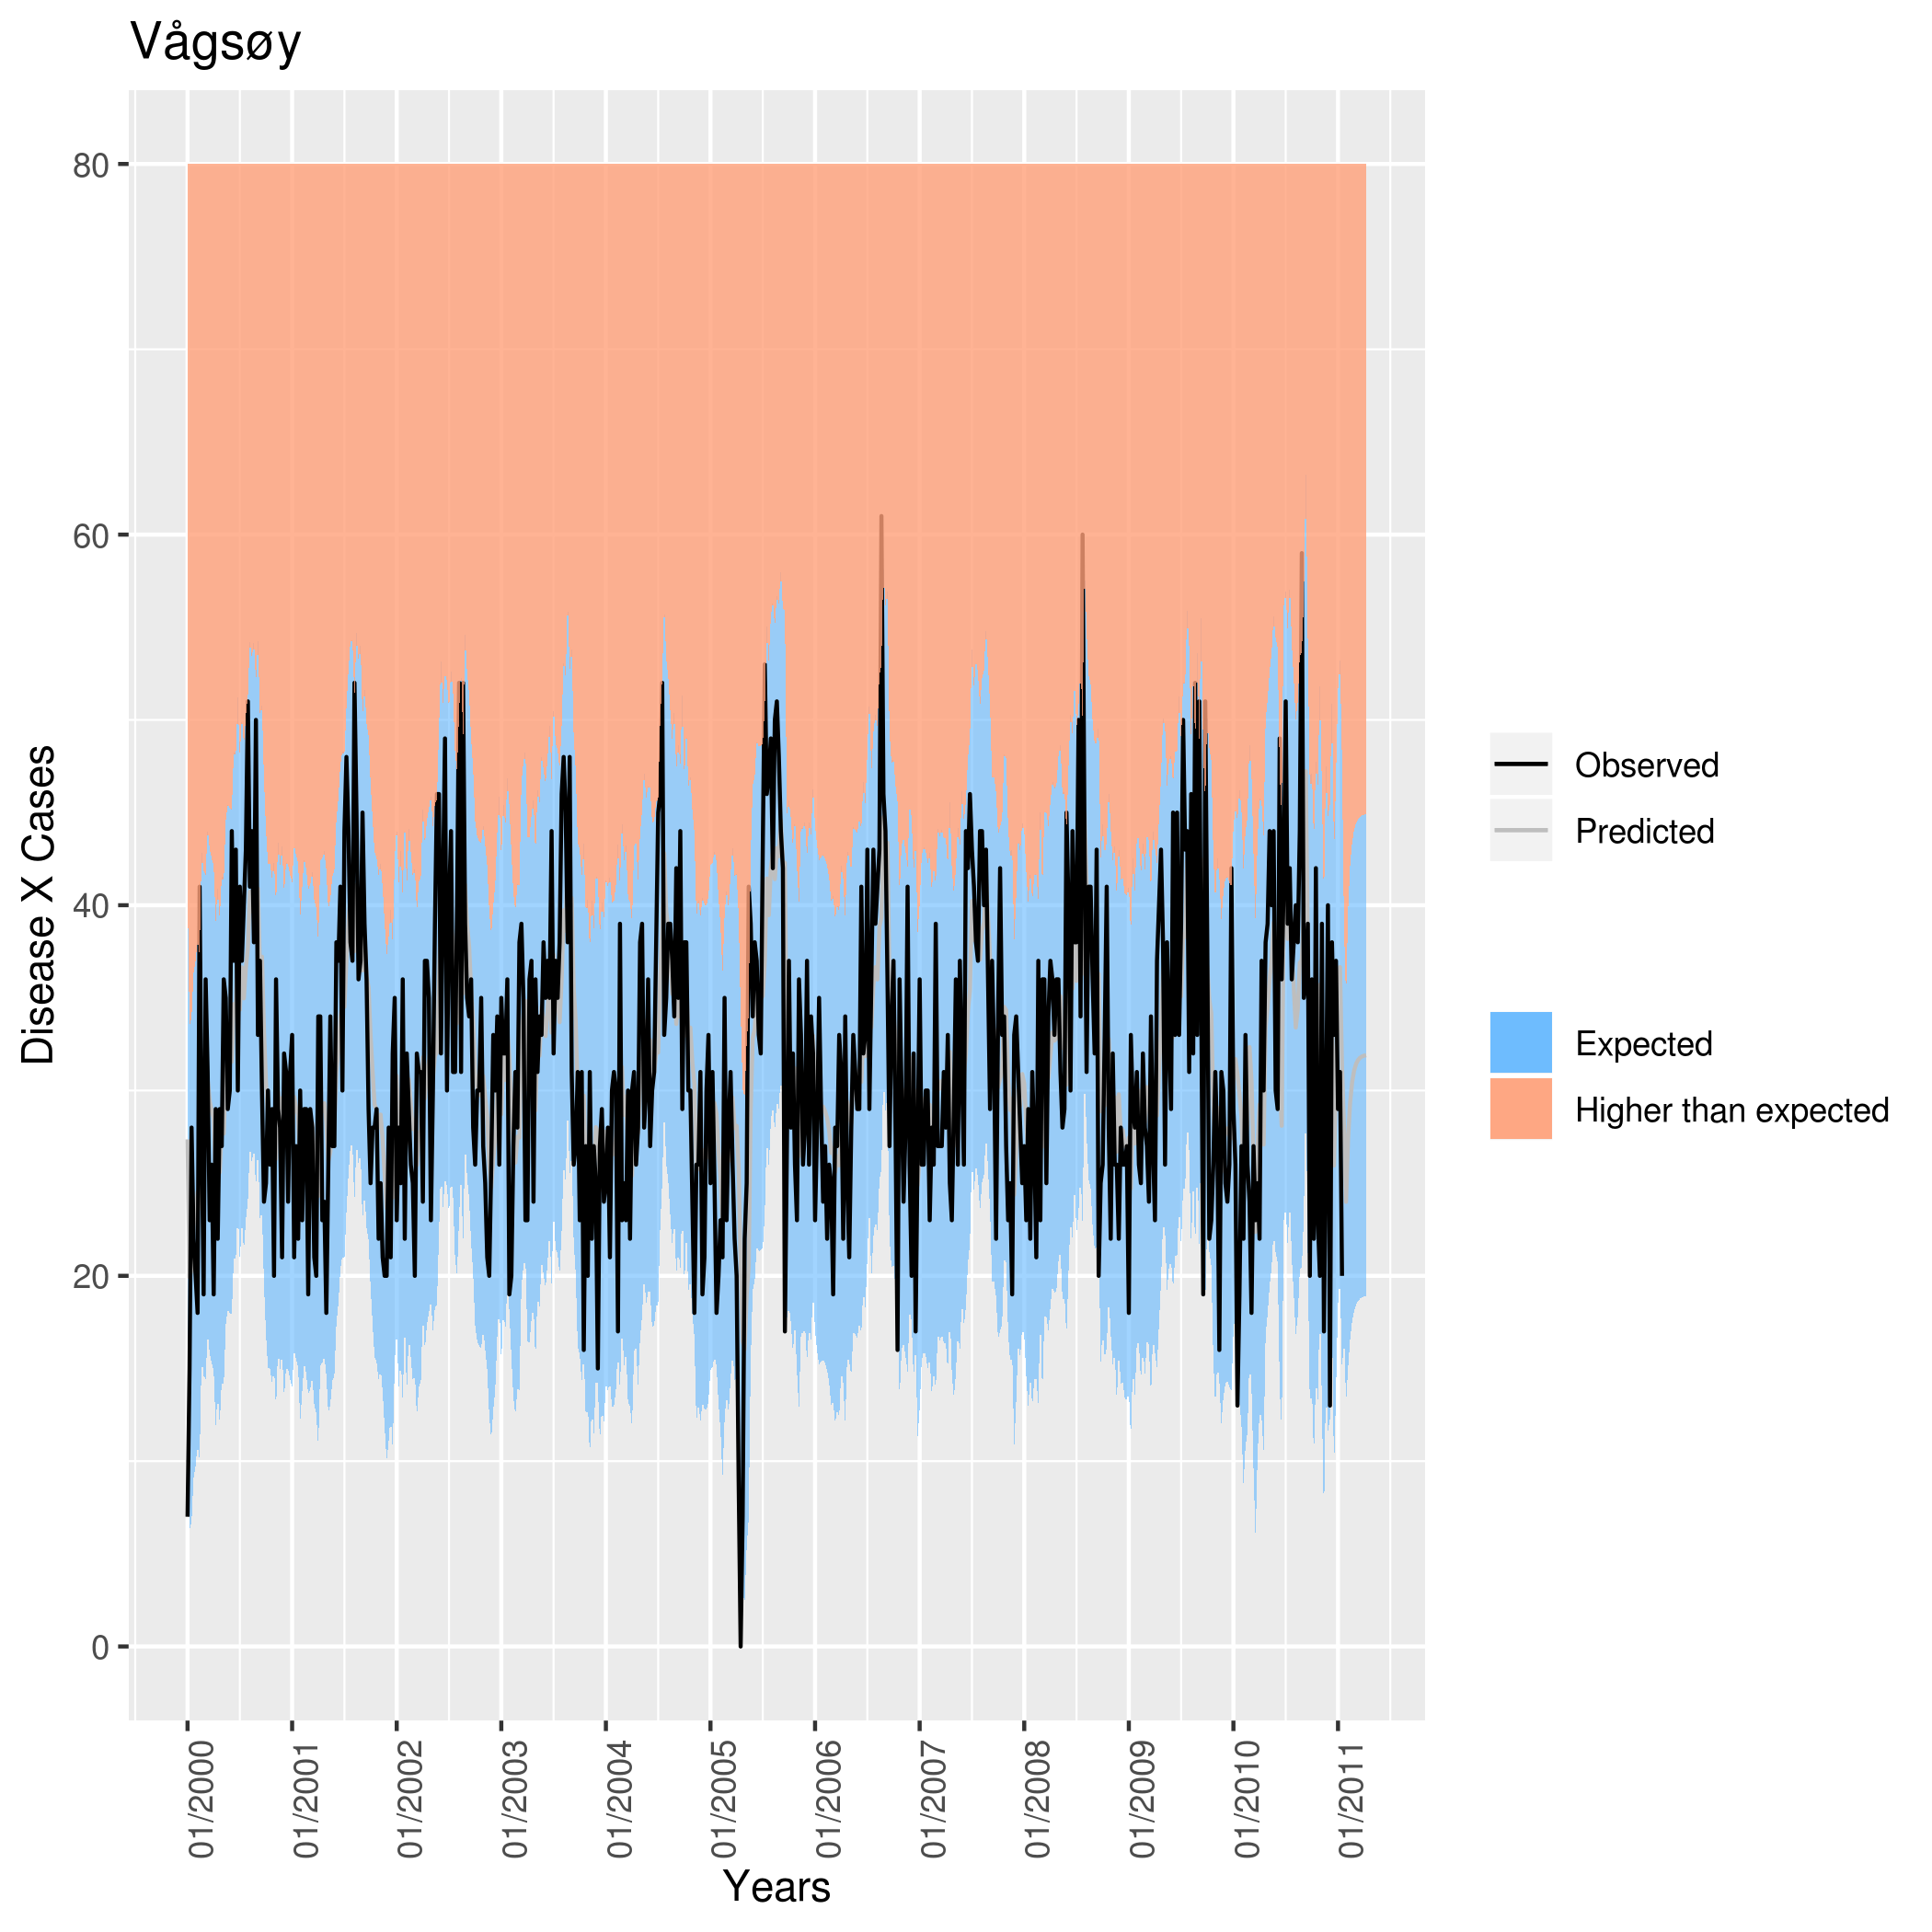 Vågsøy
80
60
40
20
0
Disease X Cases
01/2000
01/2001
01/2002
01/2003
01/2004
01/2005
01/2006
01/2007
01/2008
01/2009
01/2010
01/2011
Years
Observed
Predicted
Expected
Higher than expected